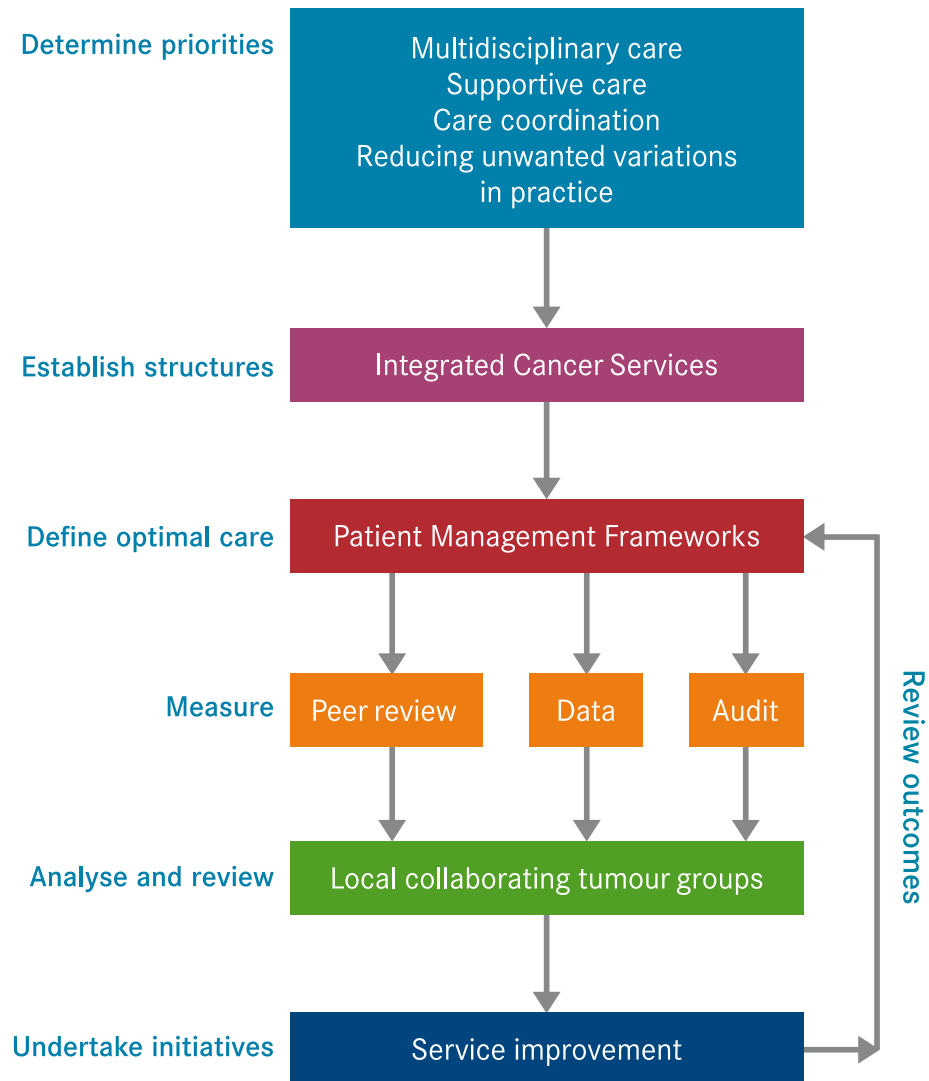 Determine priorities
Multidisciplinary care
Supportive care
Care coordination
Reducing unwanted variations
in practice
Establish structures
Integrated Cancer Services
Define optimal care
Patient Management Frameworks
Measure
Peer review
Data
Audit
Review outcomes
Analyse and review
Local collaborating tumour groups
Undertake initiatives
Service improvement